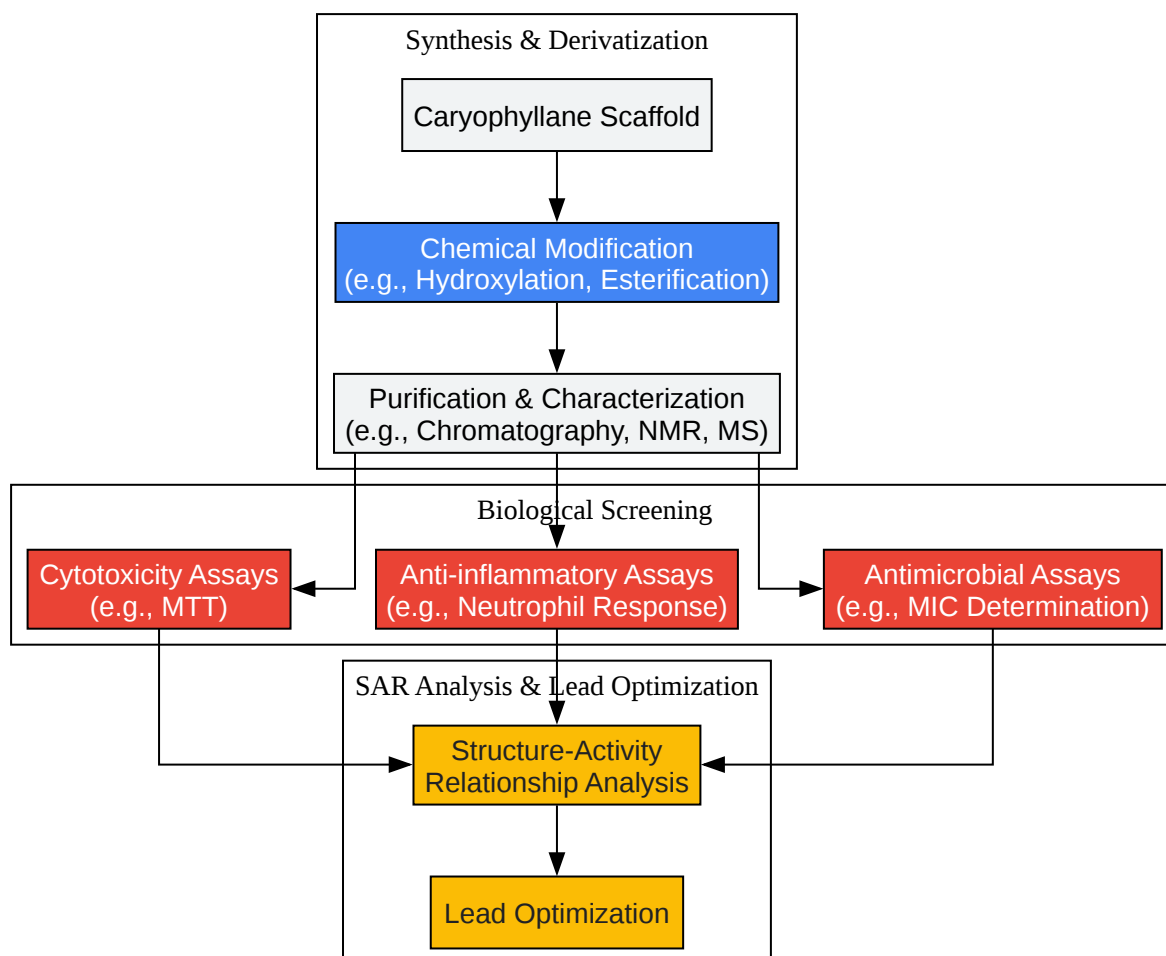 Synthesis & Derivatization
Caryophyllane Scaffold
Chemical Modification
(e.g., Hydroxylation, Esterification)
Purification & Characterization
(e.g., Chromatography, NMR, MS)
Biological Screening
Cytotoxicity Assays
(e.g., MTT)
Anti-inflammatory Assays
(e.g., Neutrophil Response)
Antimicrobial Assays
(e.g., MIC Determination)
SAR Analysis & Lead Optimization
Structure-Activity
Relationship Analysis
Lead Optimization